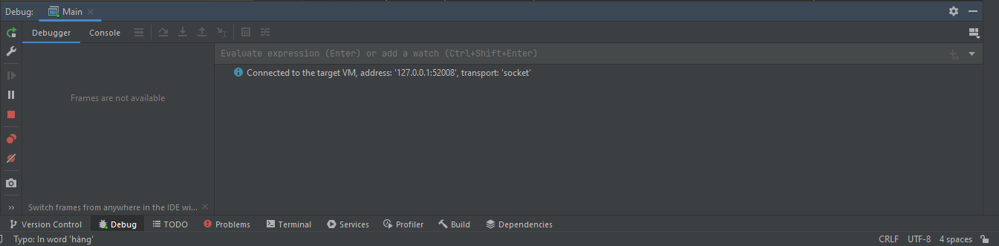 Debug: Main
Debugger Console
Evaluate expression (Enter) or add a watch (Ctrl+Shift+Enter)
Connected to the target VM, address: '127.0.0.1:52008', transport: 'socket'
Frames are not available
Switch frames from anywhere in the IDE wi...
Version Control Debug TODO Problems Terminal Services Profiler Build Dependencies
Typo: In word 'hàng' CRLF UTF-8 4 spaces